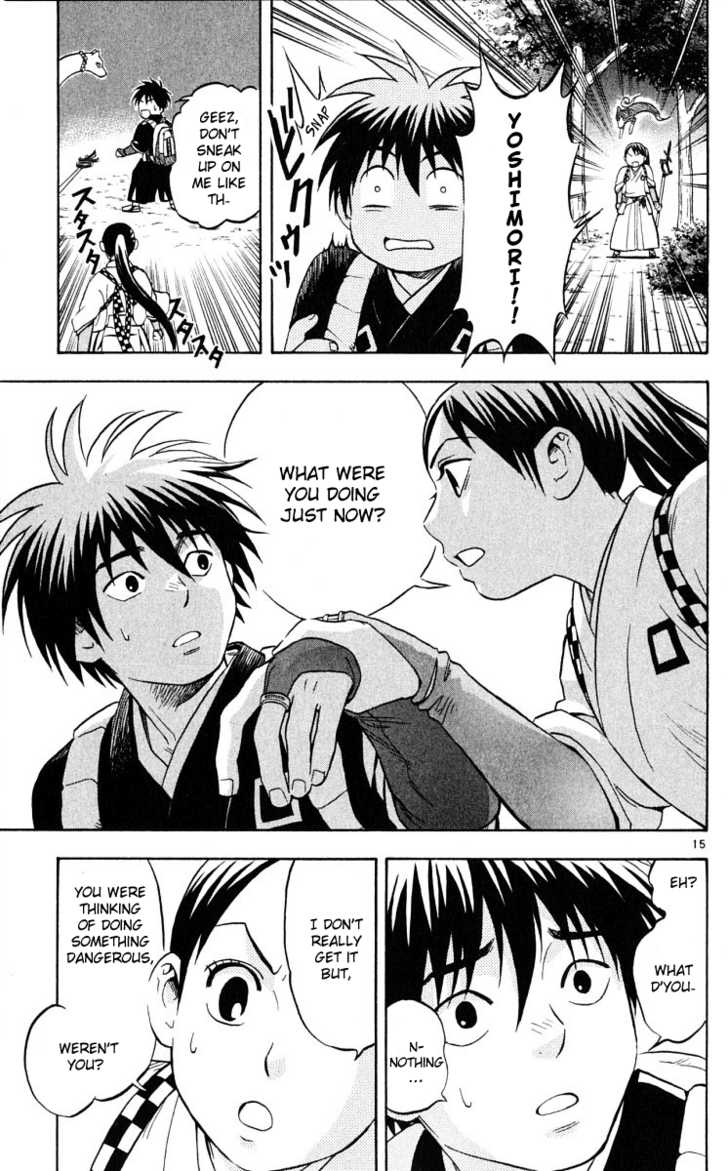 YOSHIMORI!!
SNAP
ビクゥッ
GEEZ,
DON'T
SNEAK
UP ON
ME LIKE
TH-
スタスタ
スタスタ
WHAT WERE
YOU DOING
JUST NOW?
15
EH?
WHAT
D'YOU-
N-
NOTHING
...
I DON'T
REALLY
GET IT
BUT,
YOU WERE
THINKING
OF DOING
SOMETHING
DANGEROUS,
WEREN'T
YOU?